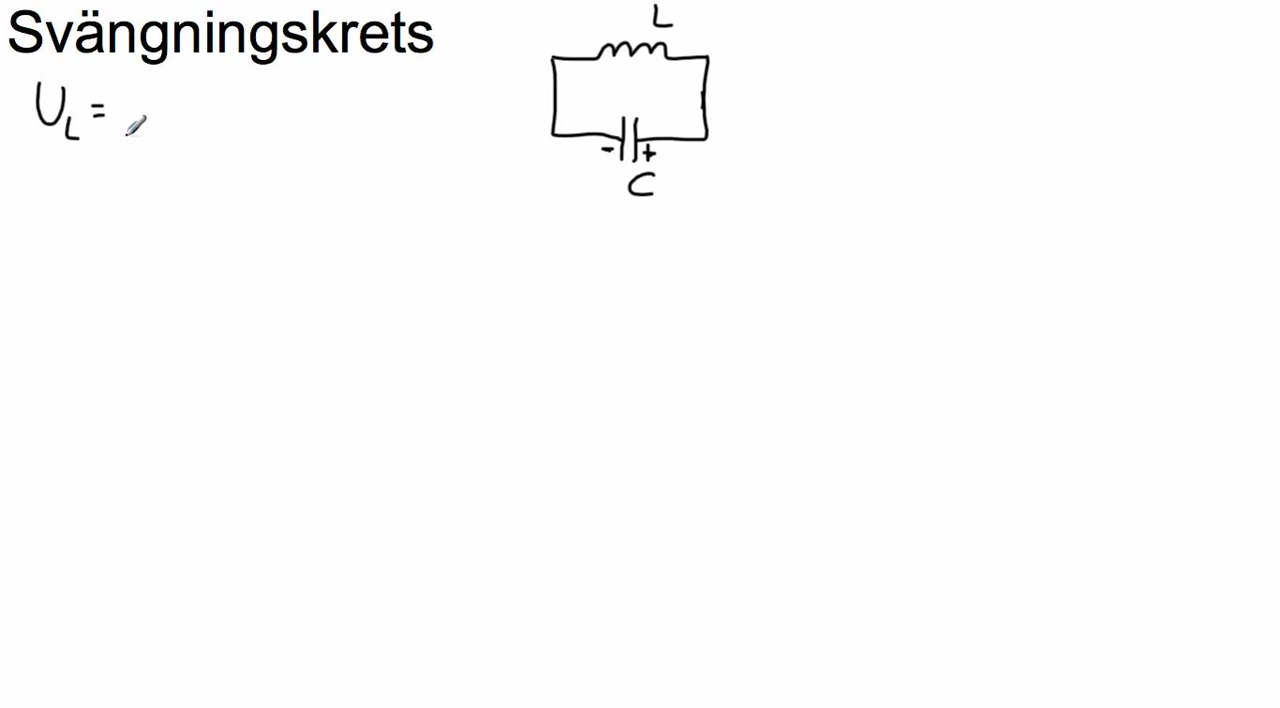 Svängningskrets
L
U_L =
- +
C